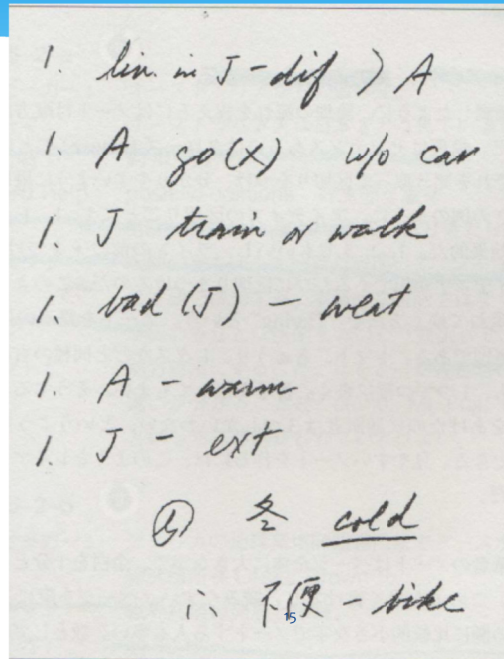 1. liv. in J - dif > A
1. A go (x) w/o car
1. J train or walk
1. bad (J) - weat
1. A - warm
1. J - ext
冬 cold
∴ 不便 - bike
15